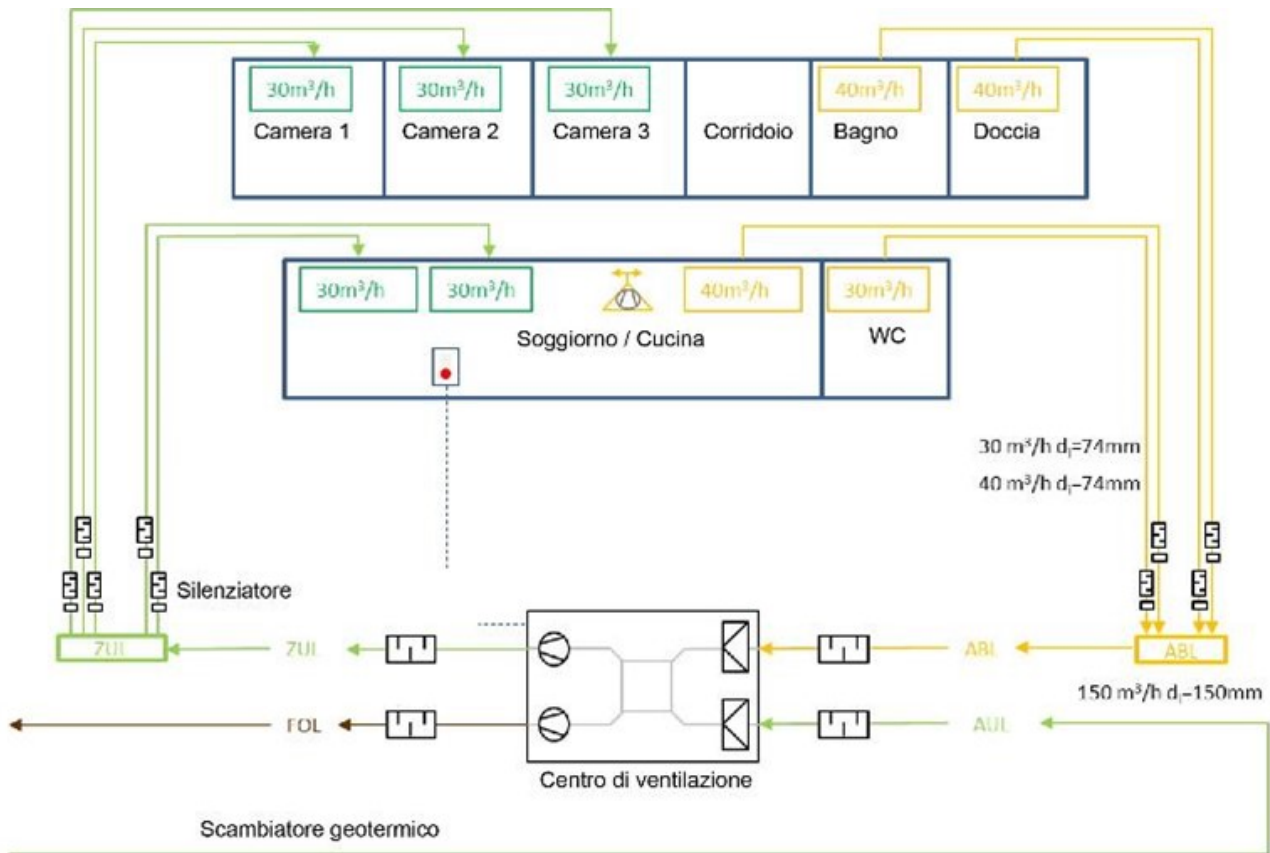 30m³/h
30m³/h
30m³/h
40m³/h
40m³/h
Camera 1
Camera 2
Camera 3
Corridoio
Bagno
Doccia
30m³/h
30m³/h
40m³/h
30m³/h
Soggiorno / Cucina
WC
30 m³/h dᵢ=74mm
40 m³/h dᵢ=74mm
Silenziatore
ZUL
ZUL
ABL
ABL
150 m³/h dᵢ=150mm
FOL
AUL
Centro di ventilazione
Scambiatore geotermico